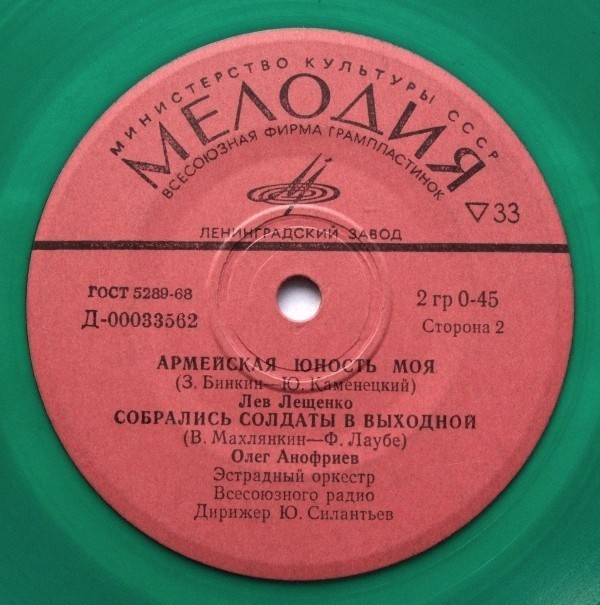 МИНИСТЕРСТВО КУЛЬТУРЫ СССР
МЕЛОДИЯ
ВСЕСОЮЗНАЯ ФИРМА ГРАМПЛАСТИНОК
▽33
ЛЕНИНГРАДСКИЙ ЗАВОД
ГОСТ 5289-68
Д-00033562
2 гр 0-45
Сторона 2
АРМЕЙСКАЯ ЮНОСТЬ МОЯ
(З. Бинкин—Ю. Каменецкий)
Лев Лещенко
СОБРАЛИСЬ СОЛДАТЫ В ВЫХОДНОЙ
(В. Махлянкин—Ф. Лаубе)
Олег Анофриев
Эстрадный оркестр
Всесоюзного радио
Дирижер Ю. Силантьев